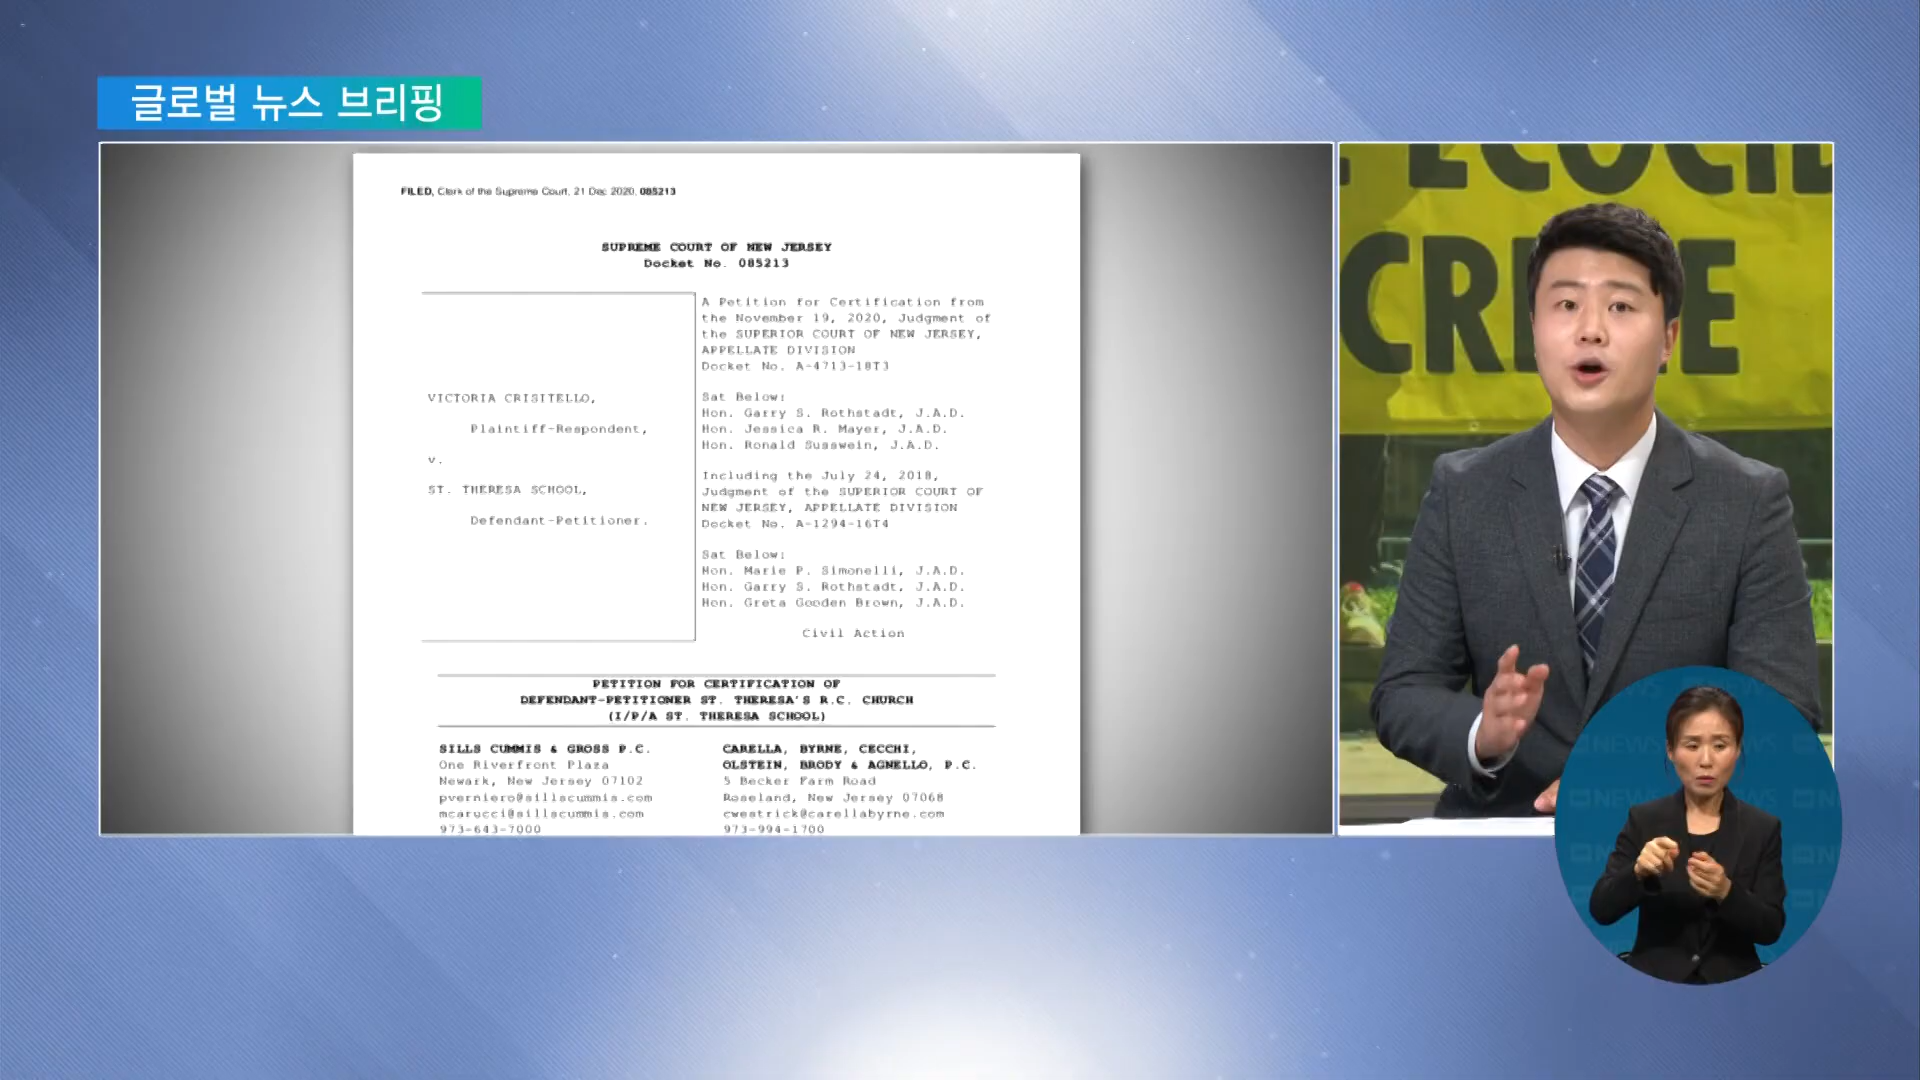 글로벌 뉴스 브리핑
FILED, Clerk of the Supreme Court, 21 Dec 2020, 085213
SUPREME COURT OF NEW JERSEY
Docket No. 085213
VICTORIA CRISITELLO,
Plaintiff-Respondent,
v.
ST. THERESA SCHOOL,
Defendant-Petitioner.
A Petition for Certification from
the November 19, 2020, Judgment of
the SUPERIOR COURT OF NEW JERSEY,
APPELLATE DIVISION
Docket No. A-4713-18T3
Sat Below:
Hon. Garry S. Rothstadt, J.A.D.
Hon. Jessica R. Mayer, J.A.D.
Hon. Ronald Susswein, J.A.D.
Including the July 24, 2018,
Judgment of the SUPERIOR COURT OF
NEW JERSEY, APPELLATE DIVISION
Docket No. A-1294-16T4
Sat Below:
Hon. Marie P. Simonelli, J.A.D.
Hon. Garry S. Rothstadt, J.A.D.
Hon. Greta Gooden Brown, J.A.D.
Civil Action
PETITION FOR CERTIFICATION OF
DEFENDANT-PETITIONER ST. THERESA'S R.C. CHURCH
(I/P/A ST. THERESA SCHOOL)
SILLS CUMMIS & GROSS P.C.
One Riverfront Plaza
Newark, New Jersey 07102
pverniero@sillscummis.com
mcarucci@sillscummis.com
973-643-7000
CARELLA, BYRNE, CECCHI,
OLSTEIN, BRODY & AGNELLO, P.C.
5 Becker Farm Road
Roseland, New Jersey 07068
cwestrick@carellabyrne.com
973-994-1700